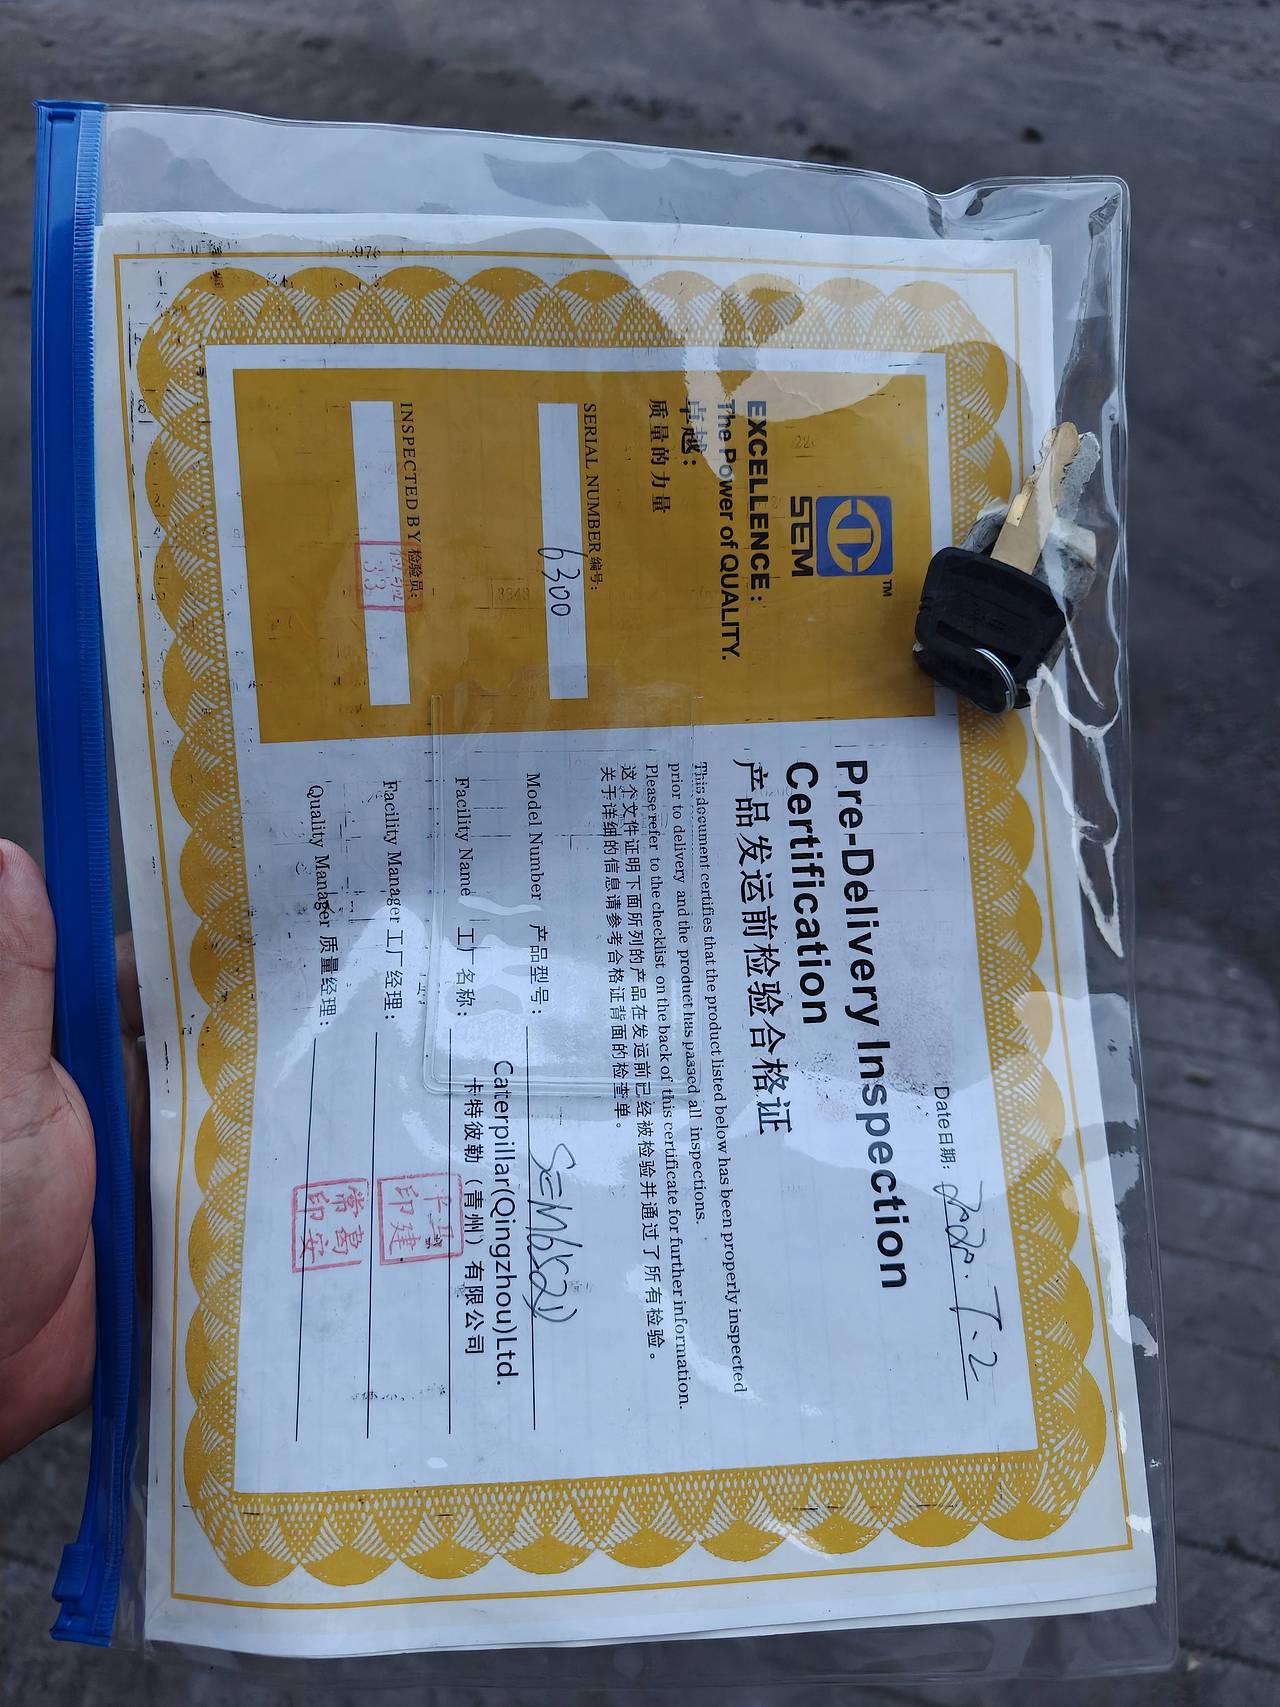 SEM
TM
EXCELLENCE:
The Power of QUALITY.
卓越:
质量的力量
SERIAL NUMBER 编号:
6300
INSPECTED BY 检验员:
33
Date日期:
Pre-Delivery Inspection
Certification
产品发运前检验合格证
This document certifies that the product listed below has been properly inspected
prior to delivery and the product has passed all inspections.
Please refer to the checklist on the back of this certificate for further information.
这个文件证明下面所列的产品在发运前已经被检验并通过了所有检验。
关于详细的信息请参考合格证背面的检查单。
Model Number 产品型号:
Facility Name 工厂名称: Caterpillar(Qingzhou)Ltd.
卡特彼勒（青州）有限公司
Facility Manager 工厂经理:
Quality Manager 质量经理: